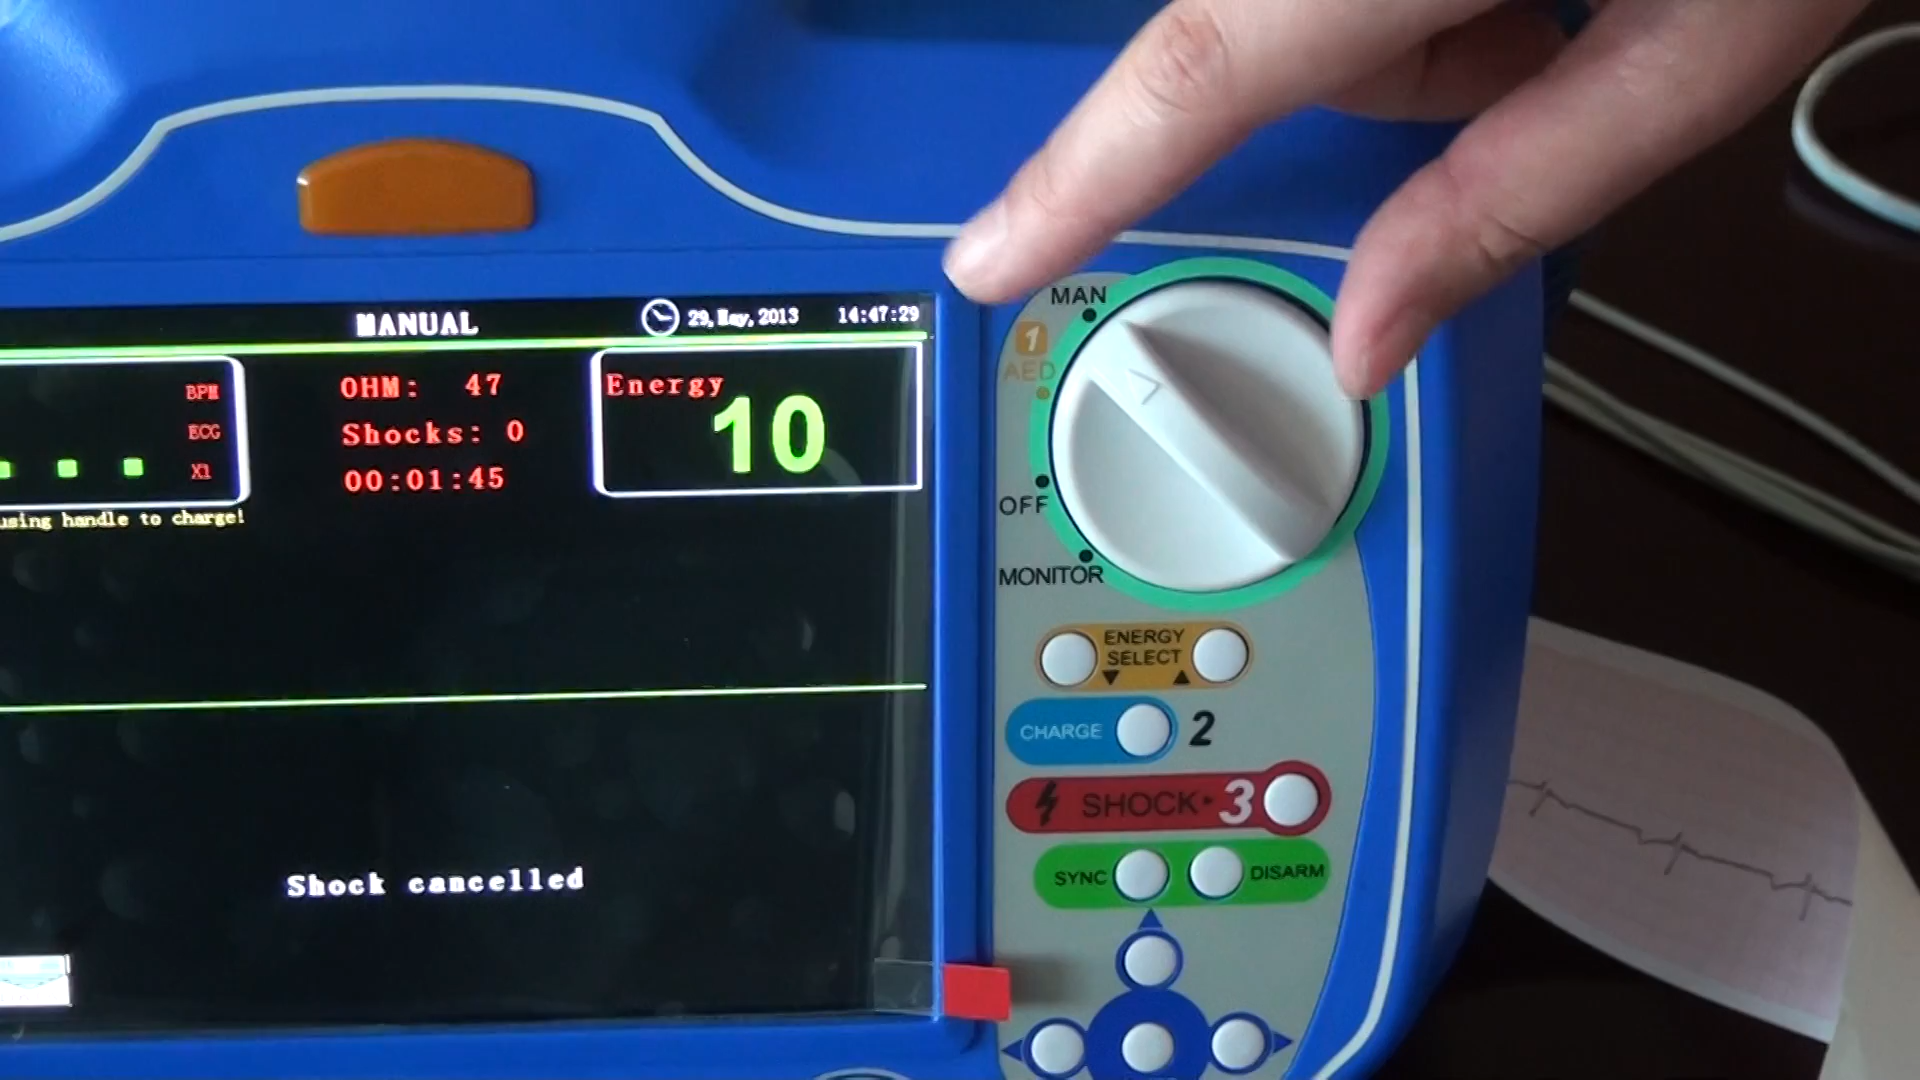 MANUAL
29,May,2013
14:47:29
BPM
ECG
X1
OHM: 47
Shocks: 0
00:01:45
Energy
10
using handle to charge!
Shock cancelled
MAN
1
AED
OFF
MONITOR
ENERGY
SELECT
CHARGE 2
SHOCK 3
SYNC DISARM